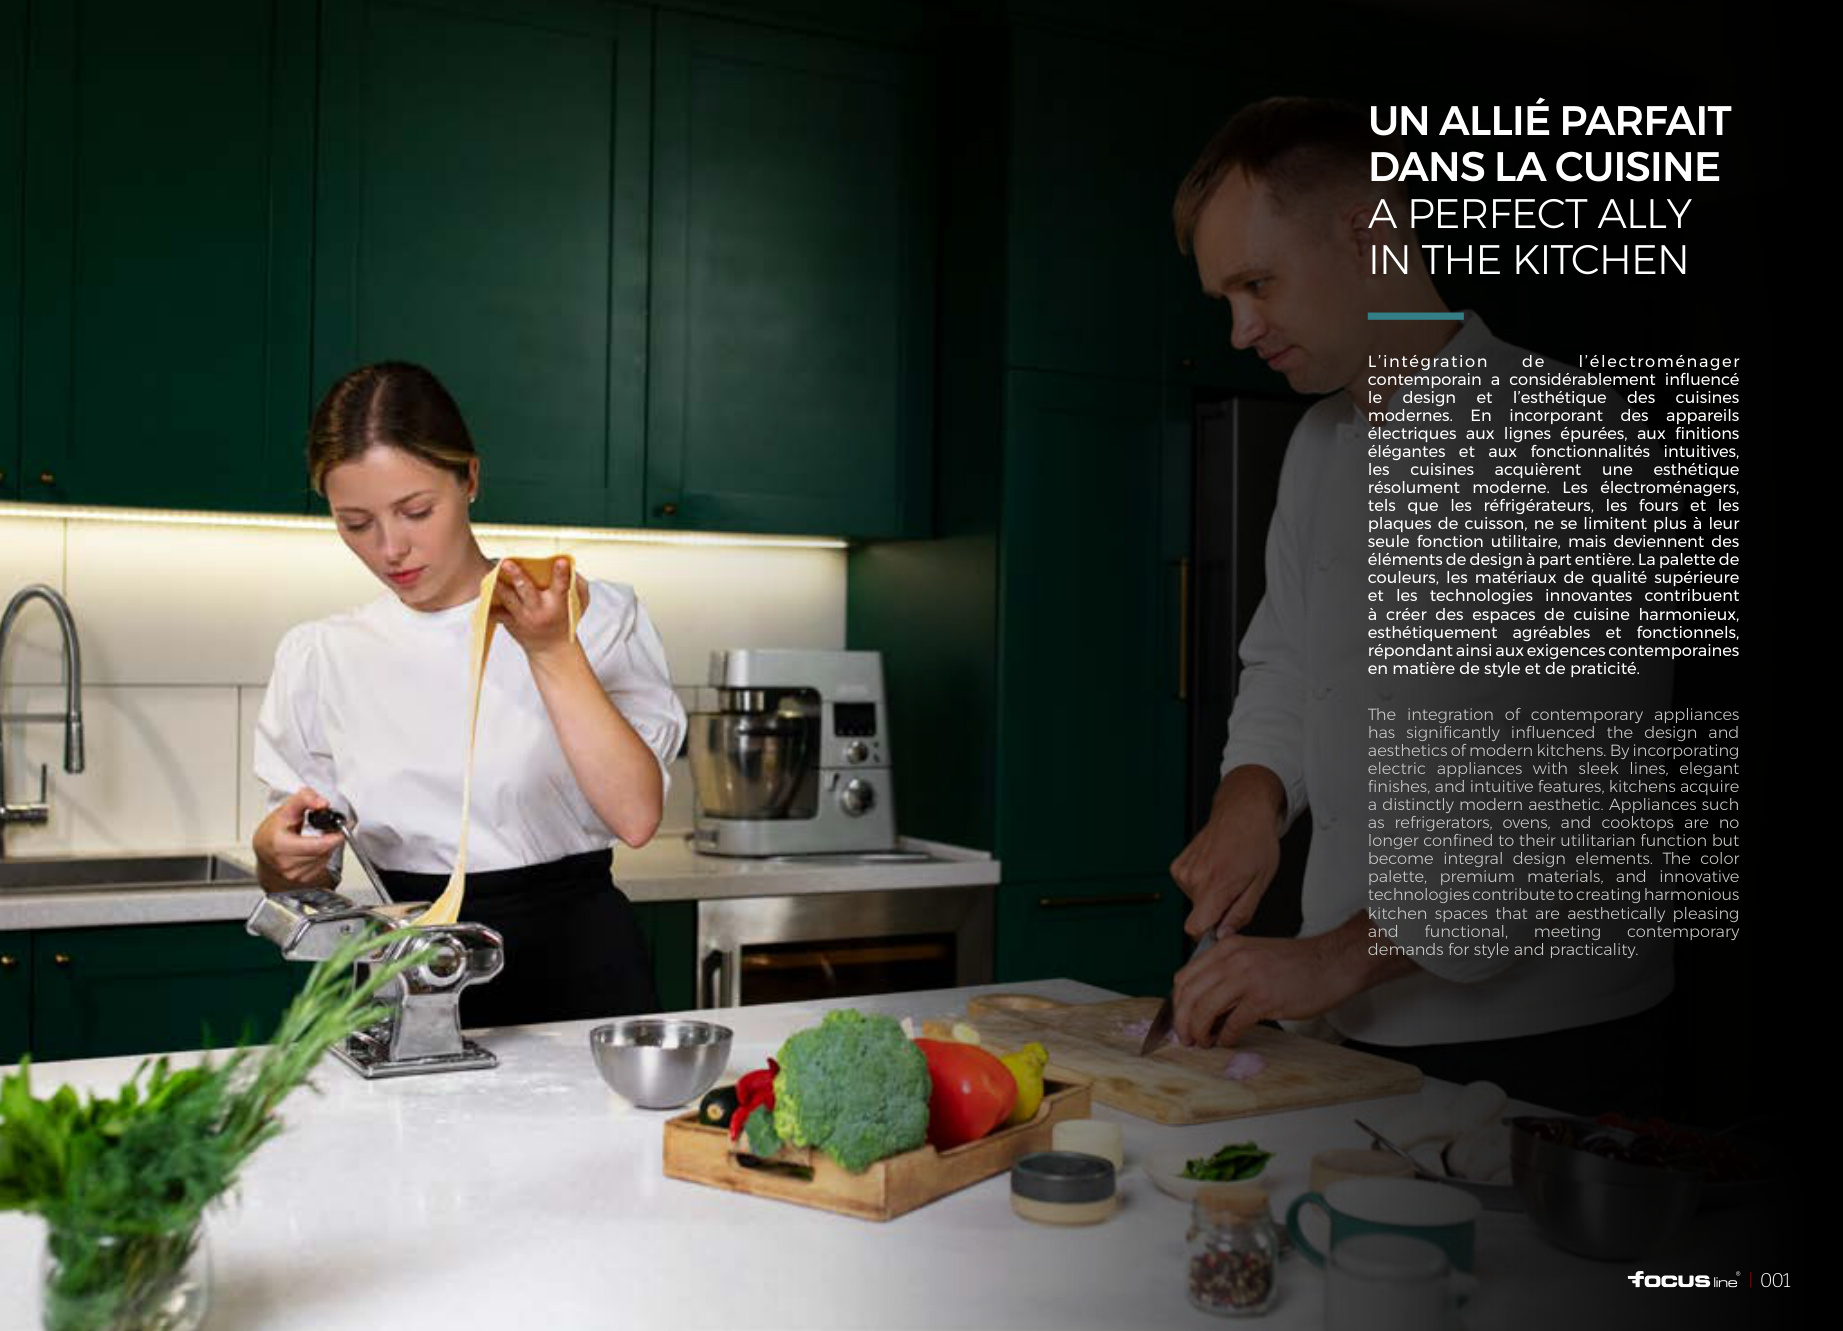 UN ALLIÉ PARFAIT
DANS LA CUISINE
A PERFECT ALLY
IN THE KITCHEN
L’intégration de l’électroménager
contemporain a considérablement influencé
le design et l’esthétique des cuisines
modernes. En incorporant des appareils
électriques aux lignes épurées, aux finitions
élégantes et aux fonctionnalités intuitives,
les cuisines acquièrent une esthétique
résolument moderne. Les électroménagers,
tels que les réfrigérateurs, les fours et les
plaques de cuisson, ne se limitent plus à leur
seule fonction utilitaire, mais deviennent des
éléments de design à part entière. La palette de
couleurs, les matériaux de qualité supérieure
et les technologies innovantes contribuent
à créer des espaces de cuisine harmonieux,
esthétiquement agréables et fonctionnels,
répondant ainsi aux exigences contemporaines
en matière de style et de praticité.
The integration of contemporary appliances
has significantly influenced the design and
aesthetics of modern kitchens. By incorporating
electric appliances with sleek lines, elegant
finishes, and intuitive features, kitchens acquire
a distinctly modern aesthetic. Appliances such
as refrigerators, ovens, and cooktops are no
longer confined to their utilitarian function but
become integral design elements. The color
palette, premium materials, and innovative
technologies contribute to creating harmonious
kitchen spaces that are aesthetically pleasing
and functional, meeting contemporary
demands for style and practicality.
focus line® | 001